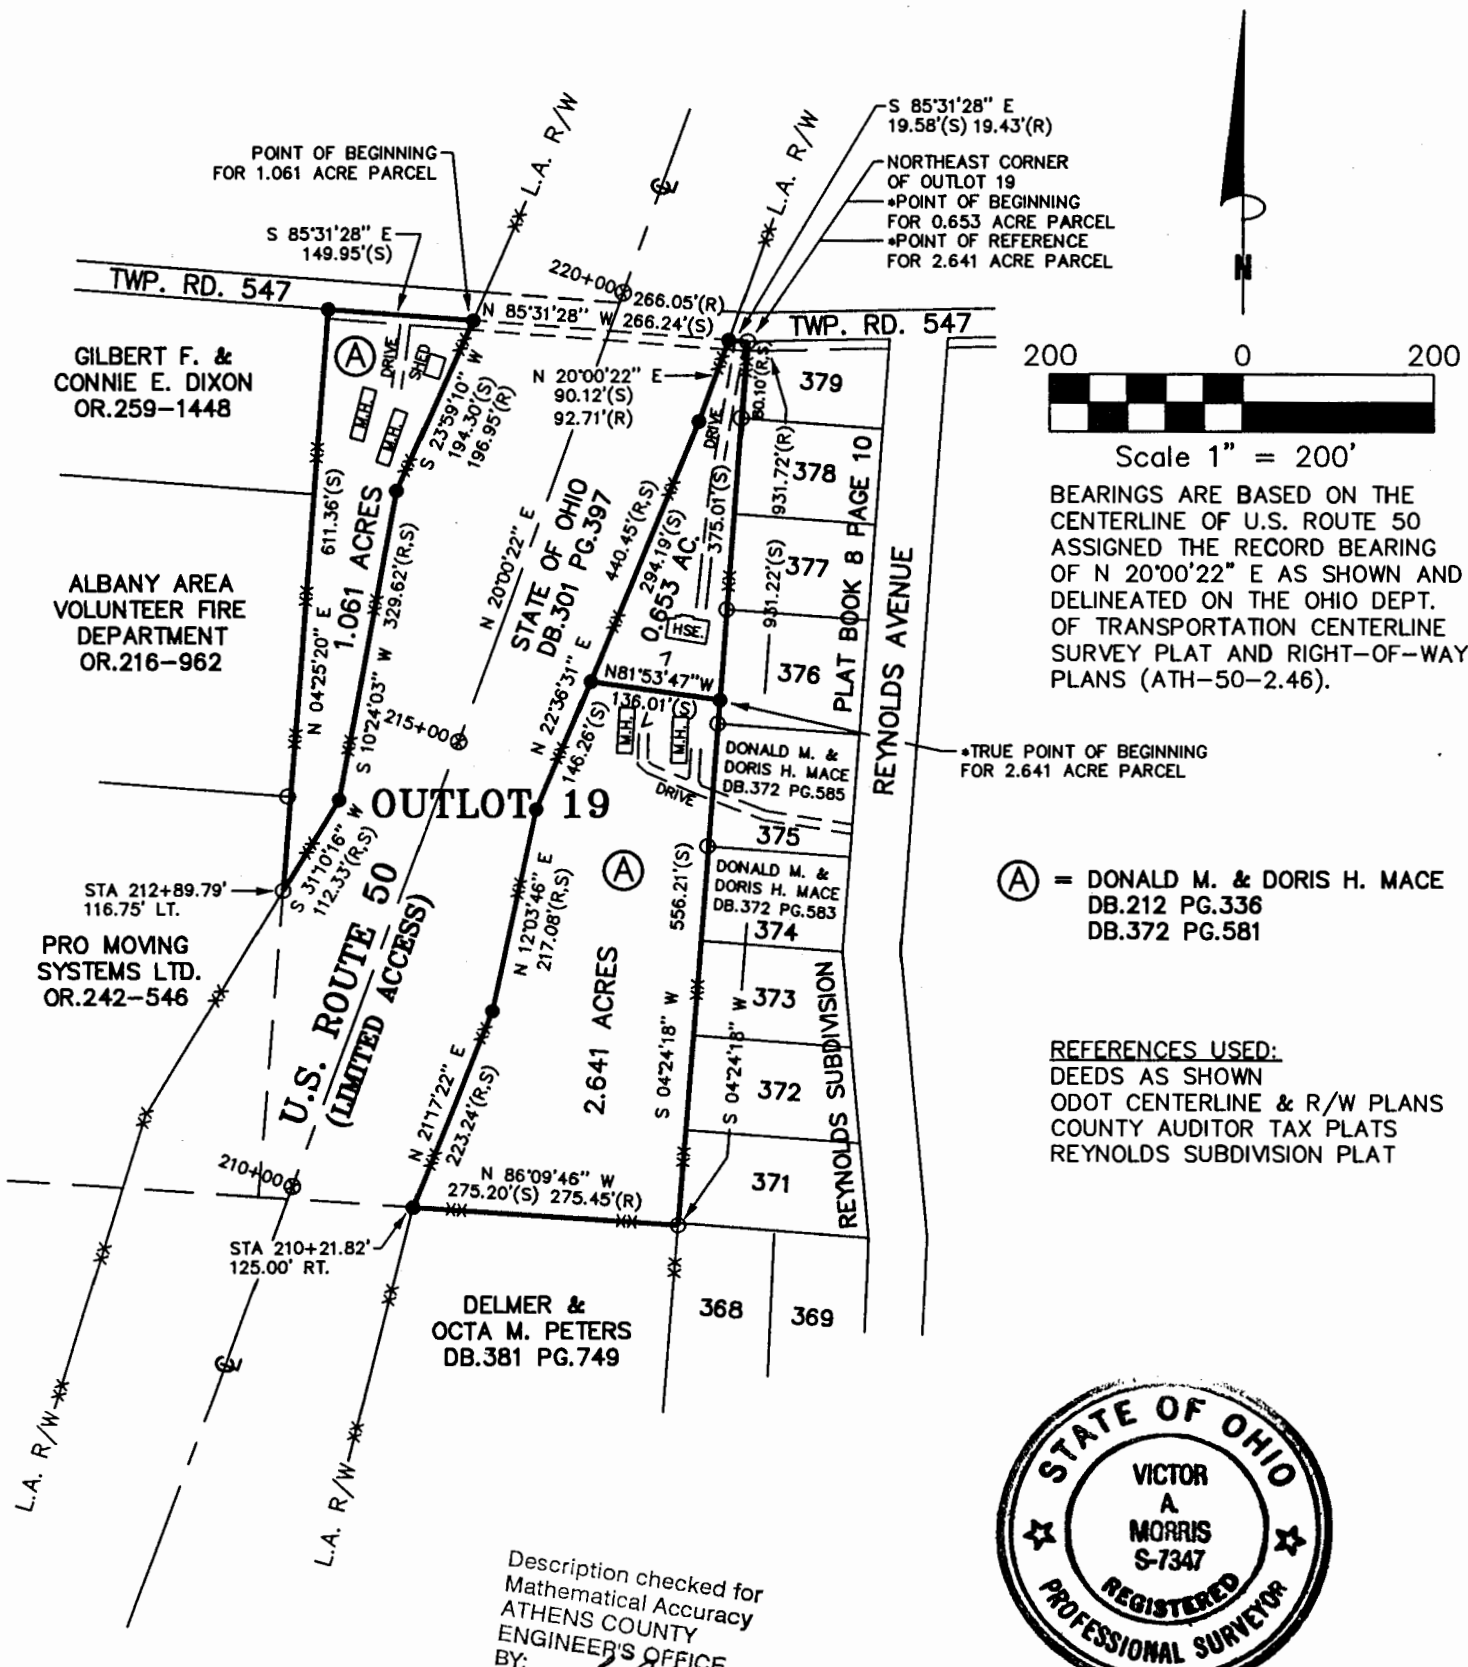 S 85°31'28" E
19.58'(S) 19.43'(R)
NORTHEAST CORNER
OF OUTLOT 19
*POINT OF BEGINNING
FOR 0.653 ACRE PARCEL
*POINT OF REFERENCE
FOR 2.641 ACRE PARCEL
POINT OF BEGINNING
FOR 1.061 ACRE PARCEL
L.A. R/W
L.A. R/W
S 85°31'28" E
149.95'(S)
TWP. RD. 547
220+00
266.05'(R)
N 85°31'28" W 266.24'(S)
TWP. RD. 547
N
200 0 200
Scale 1" = 200'
GILBERT F. &
CONNIE E. DIXON
OR.259-1448
A
DRIVE
SHED
M.H.
M.H.
S 23°59'10" W
194.30'(S)
196.95'(R)
N 20°00'22" E
90.12'(S)
92.71'(R)
DRIVE
80.10'(R,S)
379
378
377
376
931.72'(R)
931.22'(S)
375.01'(S)
PLAT BOOK 8 PAGE 10
REYNOLDS AVENUE
BEARINGS ARE BASED ON THE
CENTERLINE OF U.S. ROUTE 50
ASSIGNED THE RECORD BEARING
OF N 20°00'22" E AS SHOWN AND
DELINEATED ON THE OHIO DEPT.
OF TRANSPORTATION CENTERLINE
SURVEY PLAT AND RIGHT-OF-WAY
PLANS (ATH-50-2.46).
611.36'(S)
N 04°25'20" E
1.061 ACRES
329.62'(R,S)
S 10°24'03" W
N 20°00'22" E
STATE OF OHIO
DB.301 PG.397
440.45'(R,S)
294.19'(S)
0.653 AC.
HSE.
N 22°36'31" E
146.26'(S)
N81°53'47"W
136.01'(S)
ALBANY AREA
VOLUNTEER FIRE
DEPARTMENT
OR.216-962
215+00
M.H.
M.H.
DRIVE
DONALD M. &
DORIS H. MACE
DB.372 PG.585
375
*TRUE POINT OF BEGINNING
FOR 2.641 ACRE PARCEL
OUTLOT 19
S 31°10'16" W
112.33'(R,S)
STA 212+89.79'
116.75' LT.
A
N 12°03'46" E
217.08'(R,S)
556.21'(S)
DONALD M. &
DORIS H. MACE
DB.372 PG.583
374
A = DONALD M. & DORIS H. MACE
DB.212 PG.336
DB.372 PG.581
PRO MOVING
SYSTEMS LTD.
OR.242-546
U.S. ROUTE 50
(LIMITED ACCESS)
2.641 ACRES
S 04°24'18" W
S 04°24'18" W
373
372
371
REYNOLDS SUBDIVISION
REFERENCES USED:
DEEDS AS SHOWN
ODOT CENTERLINE & R/W PLANS
COUNTY AUDITOR TAX PLATS
REYNOLDS SUBDIVISION PLAT
N 21°17'22" E
223.24'(R,S)
210+00
N 86°09'46" W
275.20'(S) 275.45'(R)
STA 210+21.82'
125.00' RT.
DELMER &
OCTA M. PETERS
DB.381 PG.749
368
369
L.A. R/W
L.A. R/W
STATE OF OHIO
VICTOR
A.
MORRIS
S-7347
REGISTERED
PROFESSIONAL SURVEYOR
Description checked for
Mathematical Accuracy
ATHENS COUNTY
ENGINEER'S OFFICE
BY: